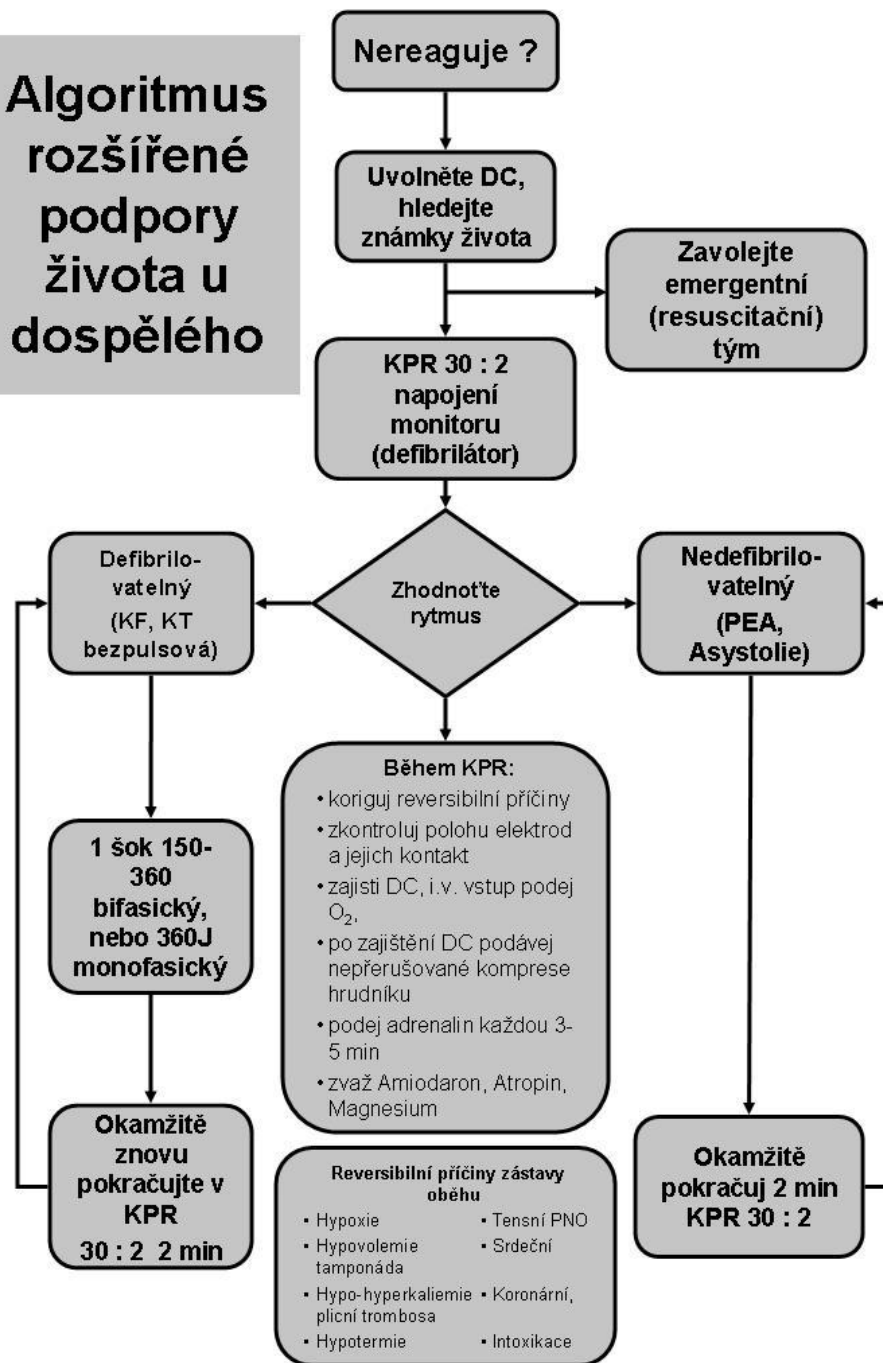 Algoritmus
rozšířené
podpory
života u
dospělého
Nereaguje ?
Uvolněte DC,
hledejte
známky života
Zavolejte
emergentní
(resuscitační)
tým
KPR 30 : 2
napojení
monitoru
(defibrilátor)
Zhodnoťte
rytmus
Defibrilo-
vatelný
(KF, KT
bezpulsová)
Nedefibrilo-
vatelný
(PEA,
Asystolie)
1 šok 150-
360
bifasický,
nebo 360J
monofasický
Okamžitě
znovu
pokračujte v
KPR
30 : 2 2 min
Během KPR:
• koriguj reversibilní příčiny
• zkontroluj polohu elektrod
a jejich kontakt
• zajisti DC, i.v. vstup podej
O₂,
• po zajištění DC podávej
nepřerušované komprese
hrudníku
• podej adrenalin každou 3-
5 min
• zvaž Amiodaron, Atropin,
Magnesium
Okamžitě
pokračuj 2 min
KPR 30 : 2
Reversibilní příčiny zástavy
oběhu
▪ Hypoxie ▪ Tensní PNO
▪ Hypovolemie ▪ Srdeční
tamponáda
▪ Hypo-hyperkaliemie ▪ Koronární,
plicní trombosa
▪ Hypotermie ▪ Intoxikace